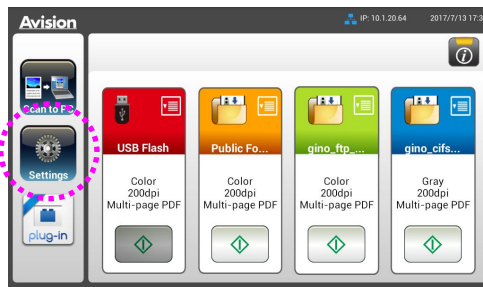 Avision
IP: 10.1.20.64 2017/7/13 17:3
Scan to PC
Settings
plug-in
USB Flash
Color
200dpi
Multi-page PDF
Public Fo...
Color
200dpi
Multi-page PDF
gino_ftp_...
Color
200dpi
Multi-page PDF
gino_cifs...
Gray
200dpi
Multi-page PDF